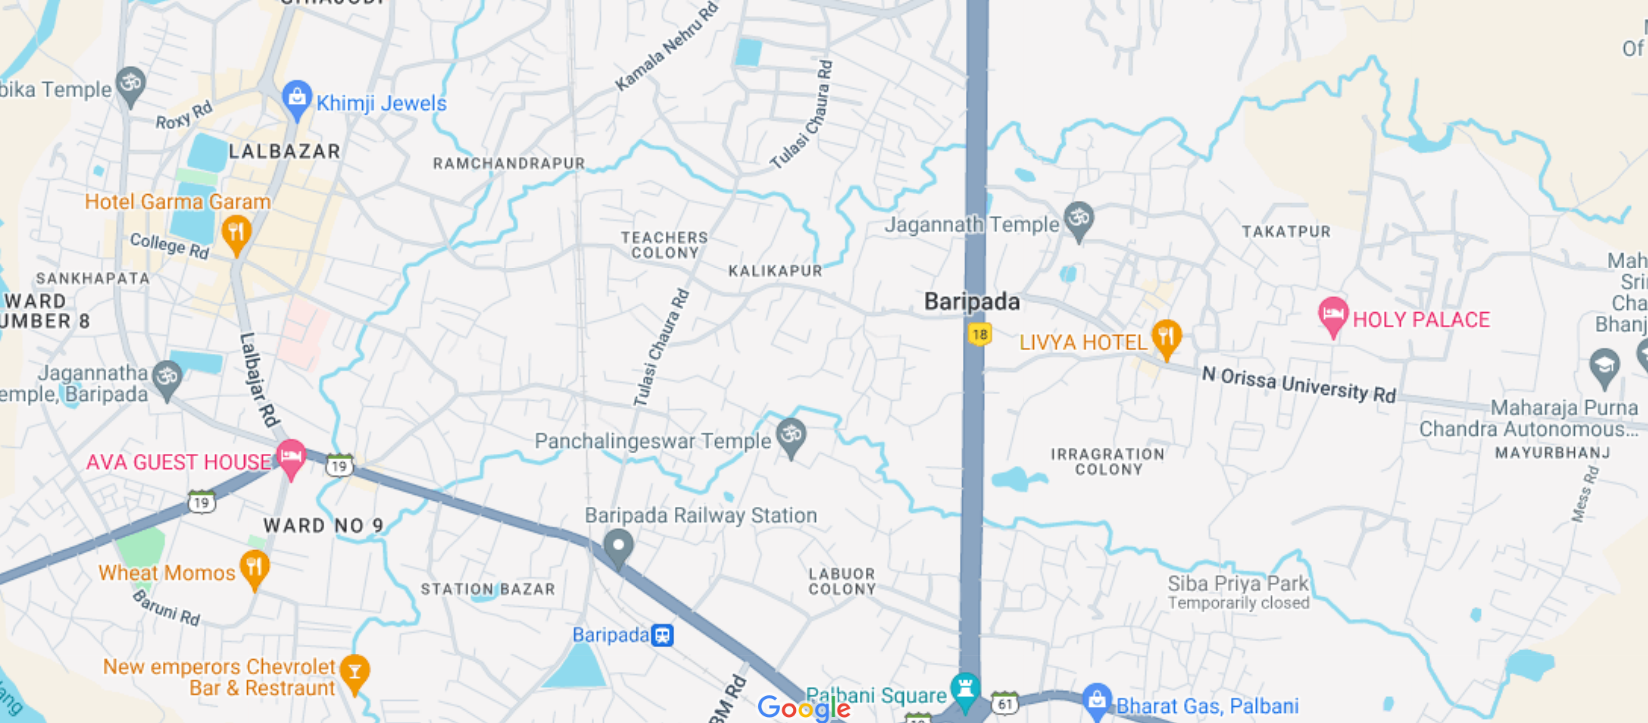 Kamala Nehru Rd
bika Temple
Of
Tulasi Chaura Rd
Khimji Jewels
Roxy Rd
LALBAZAR
RAMCHANDRAPUR
Hotel Garma Garam
Jagannath Temple
College Rd
TEACHERS
COLONY
TAKATPUR
KALIKAPUR
SANKHAPATA
WARD
UMBER 8
Baripada
Mah
Sri
Cha
Bhanj
HOLY PALACE
18
LIVYA HOTEL
Tulasi Chaura Rd
Lalbajar Rd
Jagannatha
emple, Baripada
N Orissa University Rd
Maharaja Purna
Chandra Autonomous...
Panchalingeswar Temple
MAYURBHANJ
IRRAGRATION
COLONY
AVA GUEST HOUSE
19
19
Mess Rd
Baripada Railway Station
WARD NO 9
Wheat Momos
STATION BAZAR
LABUOR
COLONY
Siba Priya Park
Temporarily closed
Baruni Rd
Baripada
New emperors Chevrolet
Bar & Restraunt
BM Rd
Palbani Square
61
Bharat Gas, Palbani
Google